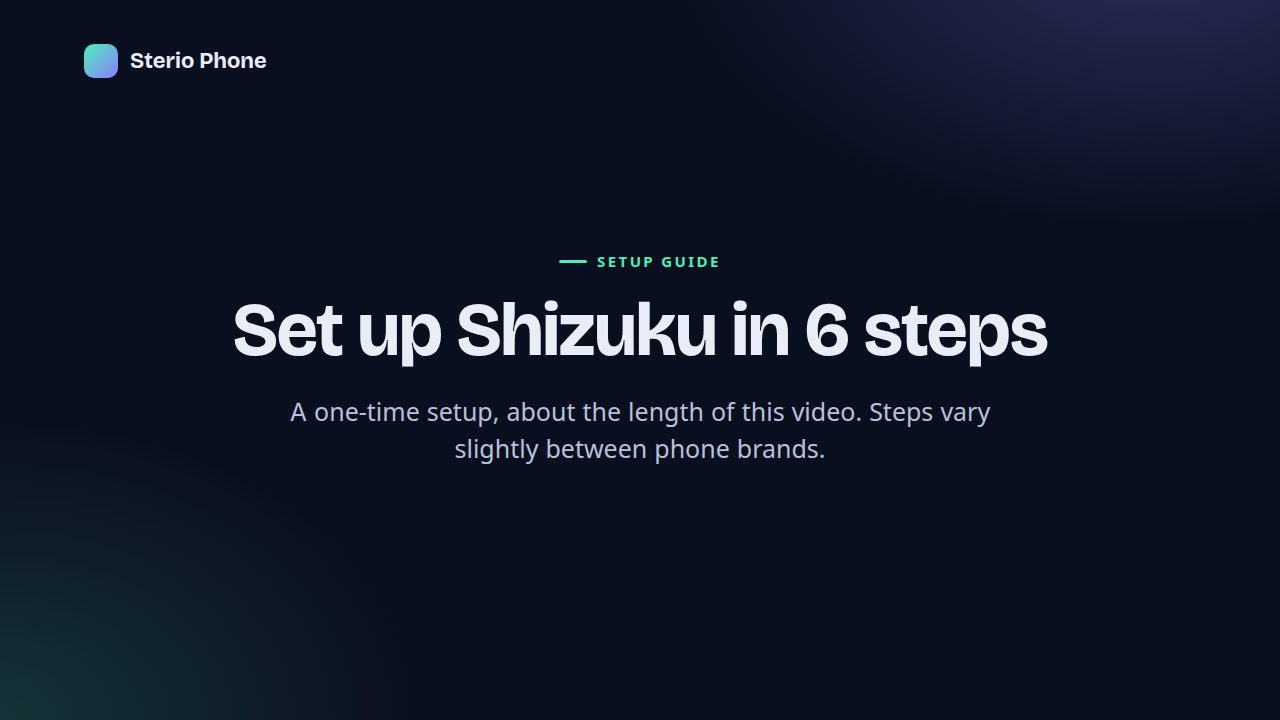 Sterio Phone
SETUP GUIDE
Set up Shizuku in 6 steps
A one-time setup, about the length of this video. Steps vary
slightly between phone brands.